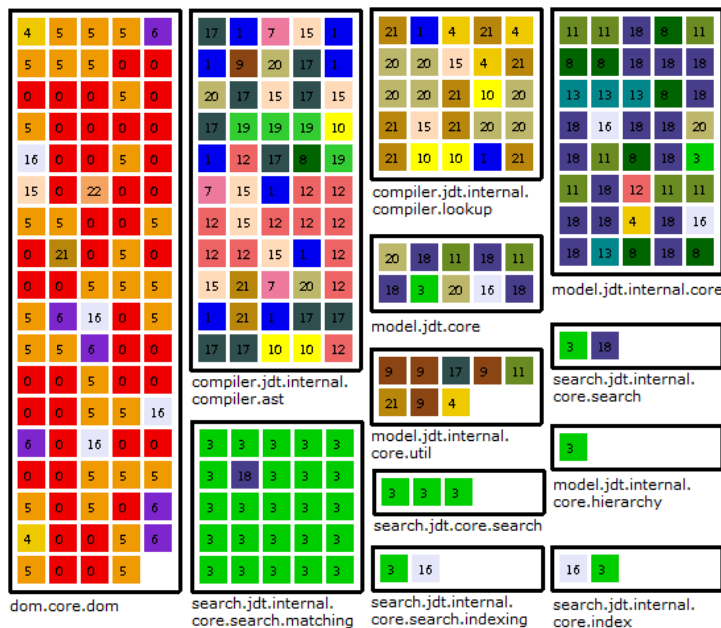 4 5 5 5 6
5 5 5 0 0
0 0 0 5 0
5 0 0 0 0
16 0 0 5 0
15 0 22 0 0
5 5 0 0 5
0 21 0 5 0
0 0 5 5 5
5 6 16 0 5
5 5 6 0 0
0 0 5 0 0
0 0 5 5 16
6 0 16 0 0
0 0 5 5 5
5 0 5 0 6
4 0 0 5 6
5 0 0 5
dom.core.dom
17 1 7 15 1
1 9 20 17 1
20 17 15 17 15
17 19 19 19 10
1 12 17 8 19
7 15 1 12 12
12 15 12 12 12
12 12 15 1 12
15 21 7 20 12
1 21 1 17 17
17 17 10 10 12
compiler.jdt.internal.
compiler.ast
3 3 3 3 3
3 18 3 3 3
3 3 3 3 3
3 3 3 3 3
3 3 3 3 3
3 3 3 3 3
search.jdt.internal.
core.search.matching
21 1 4 21 4
20 20 15 4 21
20 20 21 10 20
21 15 21 20 20
21 10 10 1 21
compiler.jdt.internal.
compiler.lookup
20 18 11 18 11
18 3 20 16 18
model.jdt.core
9 9 17 9 11
21 9 4
model.jdt.internal.
core.util
3 3 3
search.jdt.core.search
3 16
search.jdt.internal.
core.search.indexing
11 11 18 8 11
8 8 18 18 18
13 13 13 8 18
18 16 18 18 20
18 11 8 18 3
11 18 12 11 11
18 18 4 18 16
18 13 8 18 8
model.jdt.internal.core
3 18
search.jdt.internal.
core.search
3
model.jdt.internal.
core.hierarchy
16 3
search.jdt.internal.
core.index